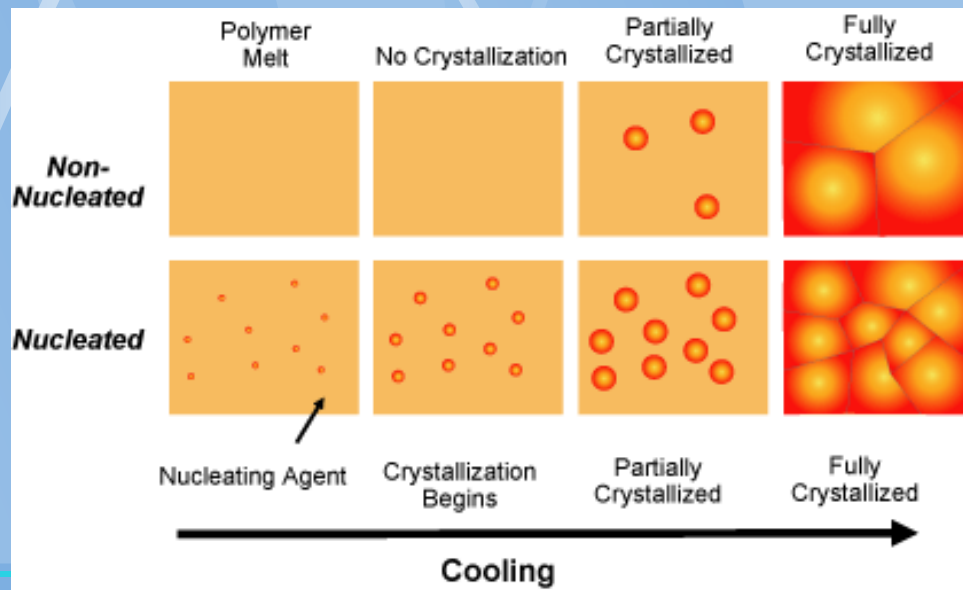 Polymer
Melt
No Crystallization
Partially
Crystallized
Fully
Crystallized
Non-
Nucleated
Nucleated
Nucleating Agent
Crystallization
Begins
Partially
Crystallized
Fully
Crystallized
Cooling